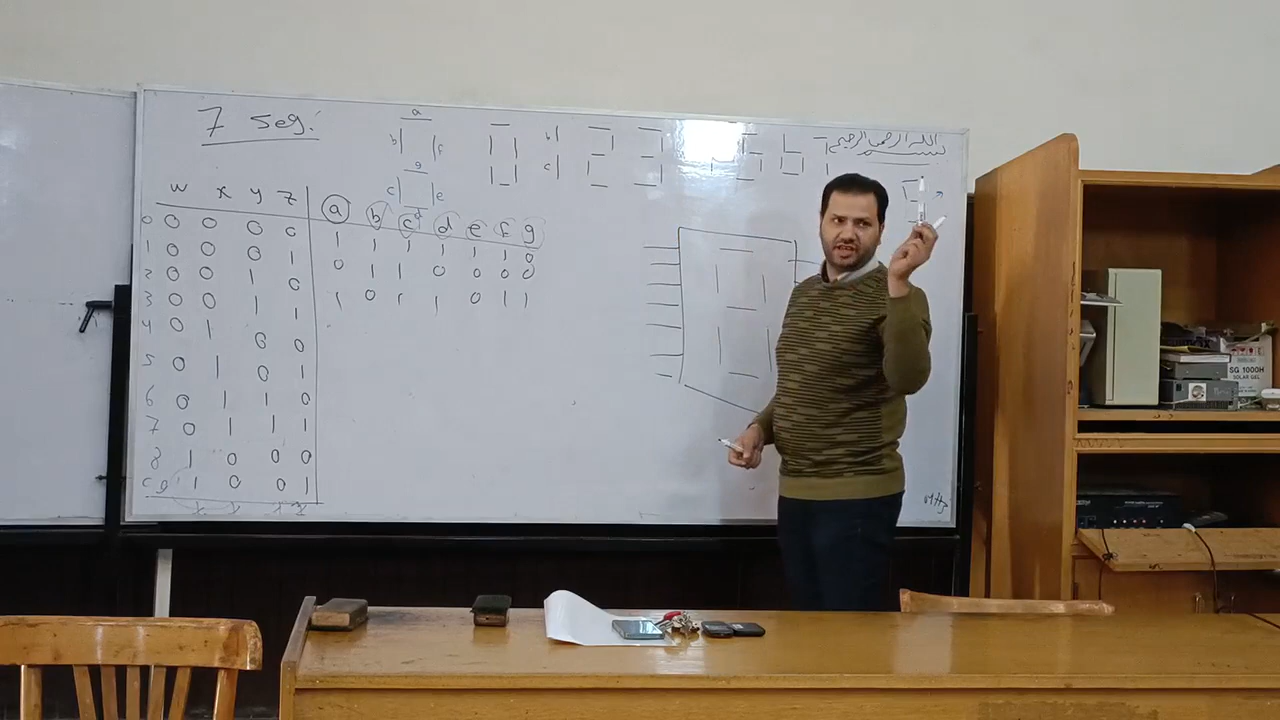 7 seg.
بسم الله الرحمن الرحيم
a
b f
g
c e
d
w x y z a b c d e f g
0 0 0 0 0 1 1 1 1 1 1 0
1 0 0 0 1 0 1 1 0 0 0 0
2 0 0 1 0 1 0 1 1 0 1 1
3 0 0 1 1
4 0 1 0 0
5 0 1 0 1
6 0 1 1 0
7 0 1 1 1
8 1 0 0 0
9 1 0 0 1
x x x x
SG 1000H
SOLAR GEL